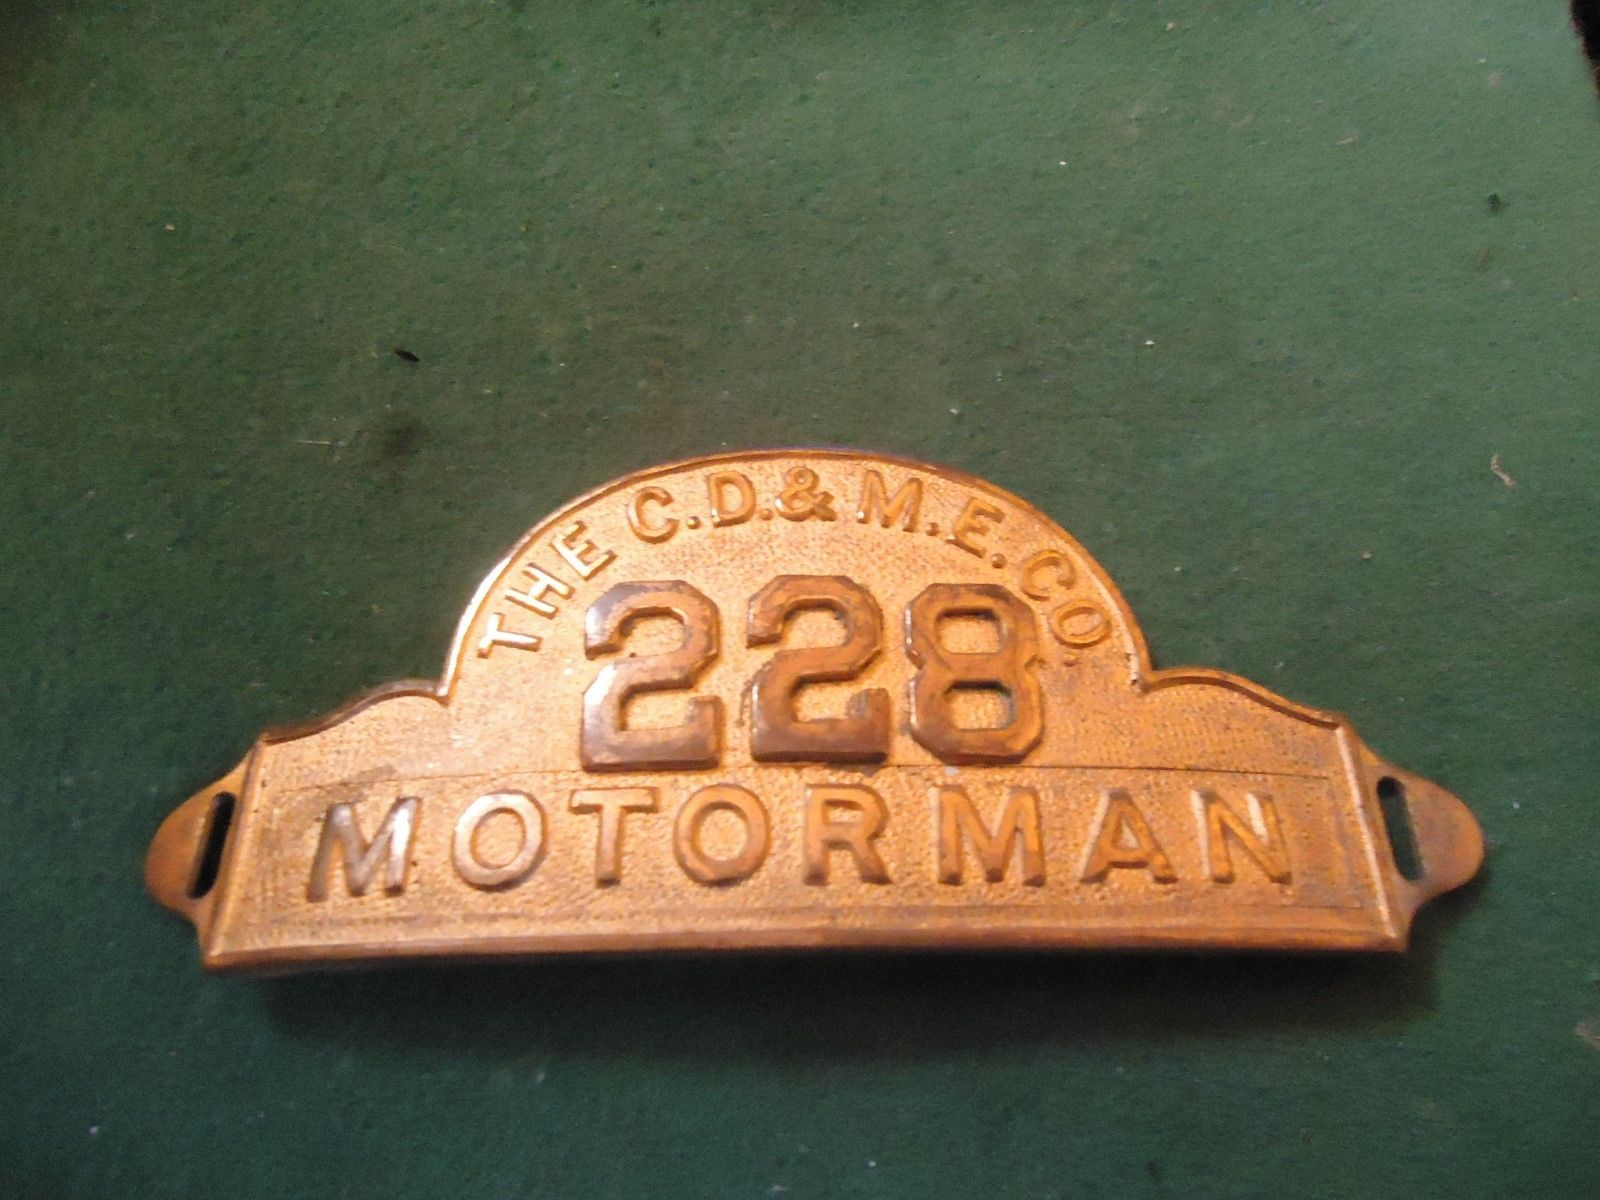 THE C.D.& M.E.CO.
228
MOTORMAN